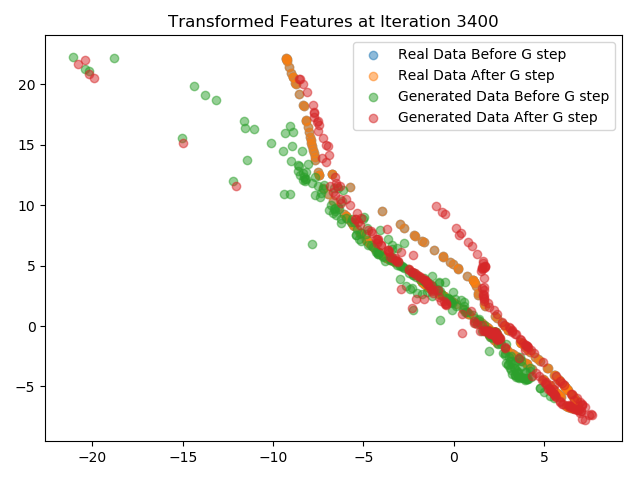 Transformed Features at Iteration 3400
Real Data Before G step
Real Data After G step
Generated Data Before G step
Generated Data After G step
20
15
10
5
0
−5
−20
−15
−10
−5
0
5